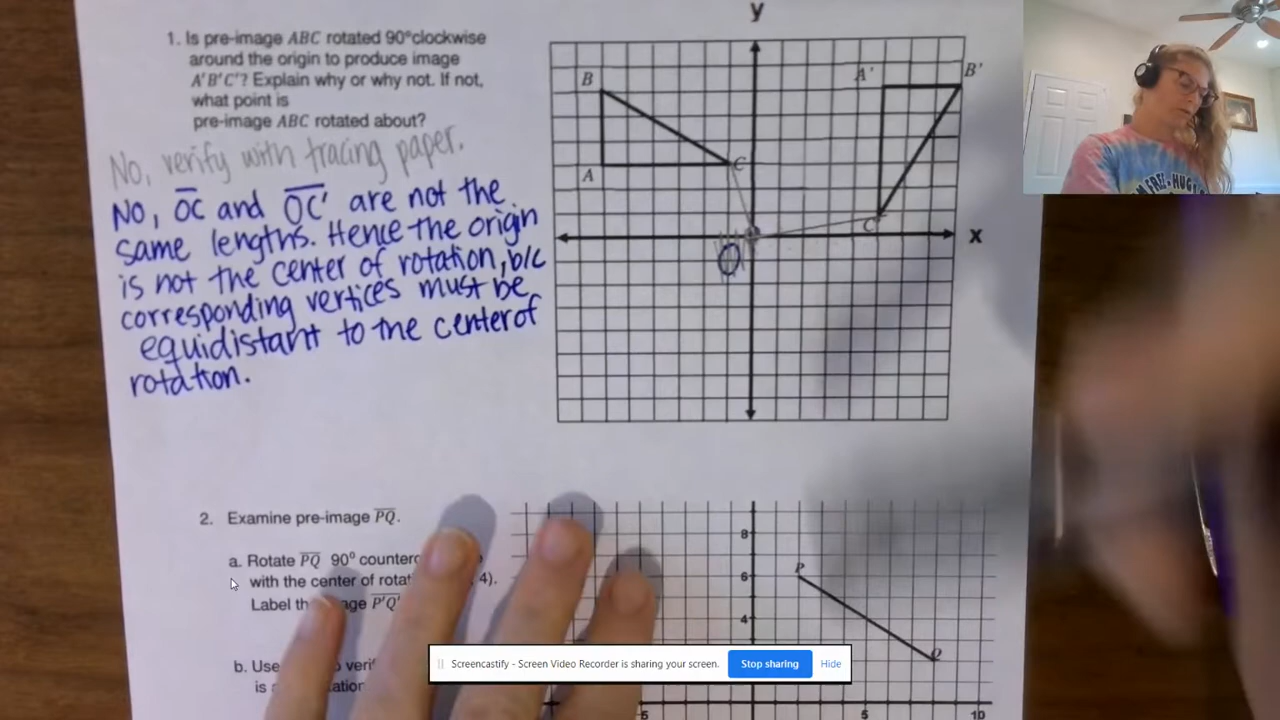 y
1. Is pre-image ABC rotated 90°clockwise
around the origin to produce image
A'B'C'? Explain why or why not. If not,
what point is
pre-image ABC rotated about?
No, verify with tracing paper.
No, OC and OC' are not the
same lengths. Hence the origin
is not the center of rotation, b/c
corresponding vertices must be
equidistant to the center of
rotation.
B
A' B'
C
A
C'
x
O
2. Examine pre-image PQ.
a. Rotate PQ 90° counterc
with the center of rotat 4).
Label th age P'Q'
b. Use verif
is a tation
8
P
6
4
Q
5
5
10
Screencastify - Screen Video Recorder is sharing your screen.
Stop sharing
Hide